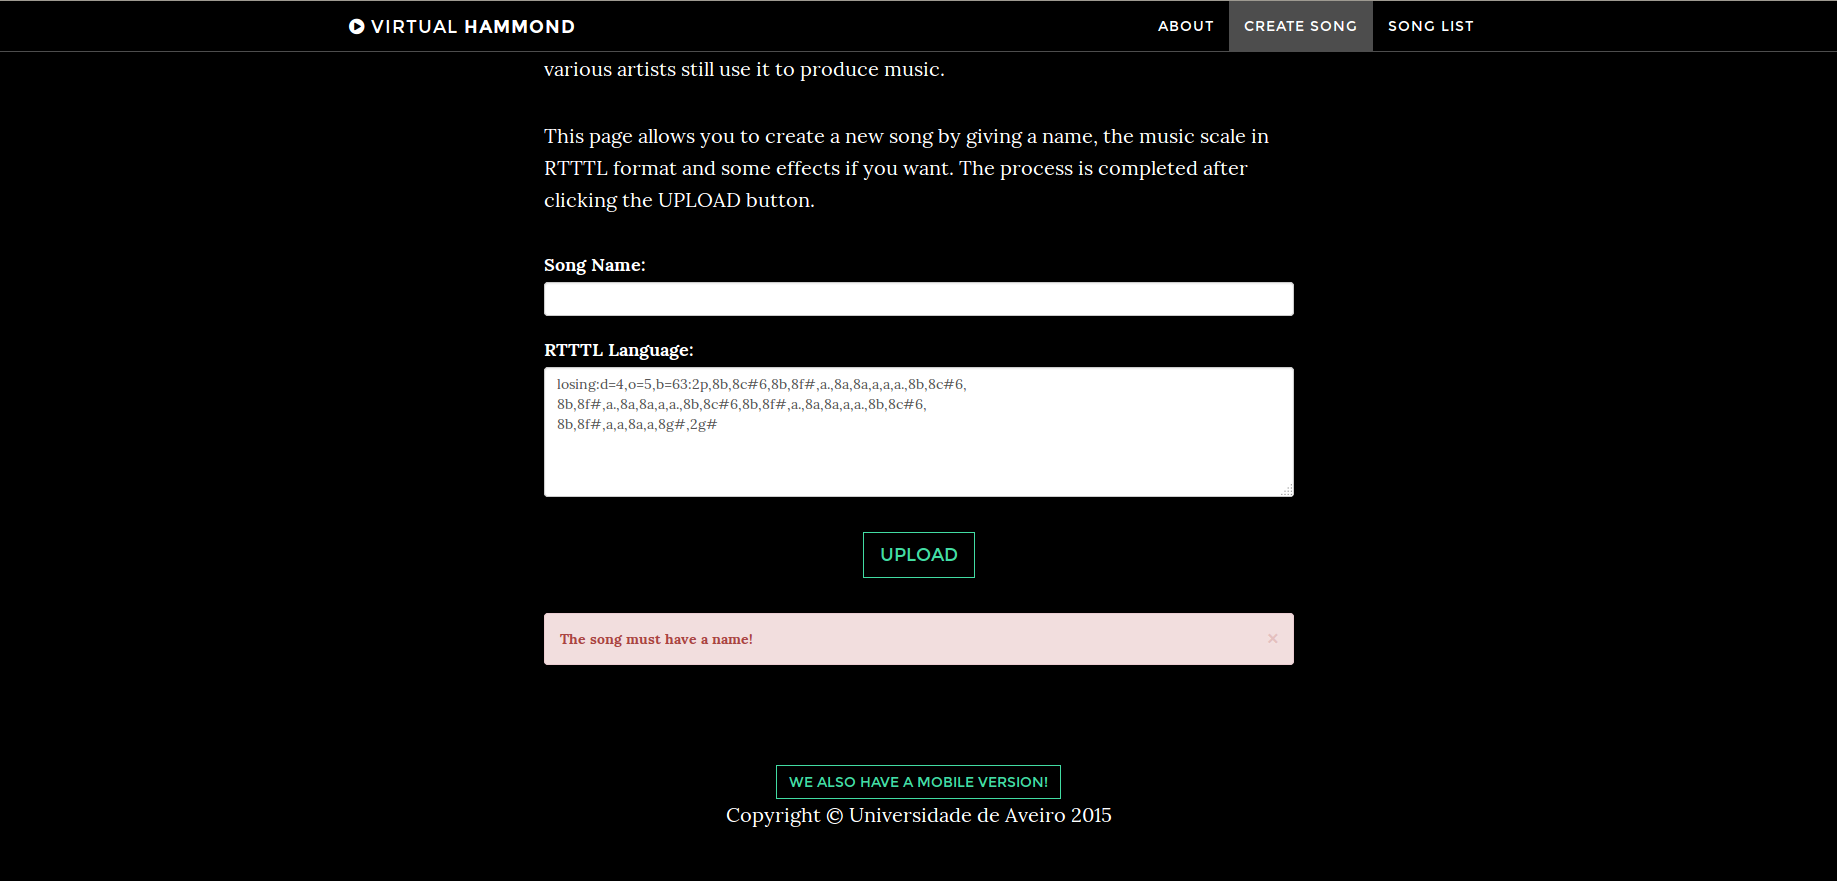 VIRTUAL HAMMOND
ABOUT
CREATE SONG
SONG LIST
various artists still use it to produce music.
This page allows you to create a new song by giving a name, the music scale in
RTTTL format and some effects if you want. The process is completed after
clicking the UPLOAD button.
Song Name:
RTTTL Language:
losing:d=4,o=5,b=63:2p,8b,8c#6,8b,8f#,a.,8a,8a,a,a,a.,8b,8c#6,
8b,8f#,a.,8a,8a,a,a.,8b,8c#6,8b,8f#,a.,8a,8a,a,a.,8b,8c#6,
8b,8f#,a,a,8a,a,8g#,2g#
UPLOAD
The song must have a name!
×
WE ALSO HAVE A MOBILE VERSION!
Copyright © Universidade de Aveiro 2015